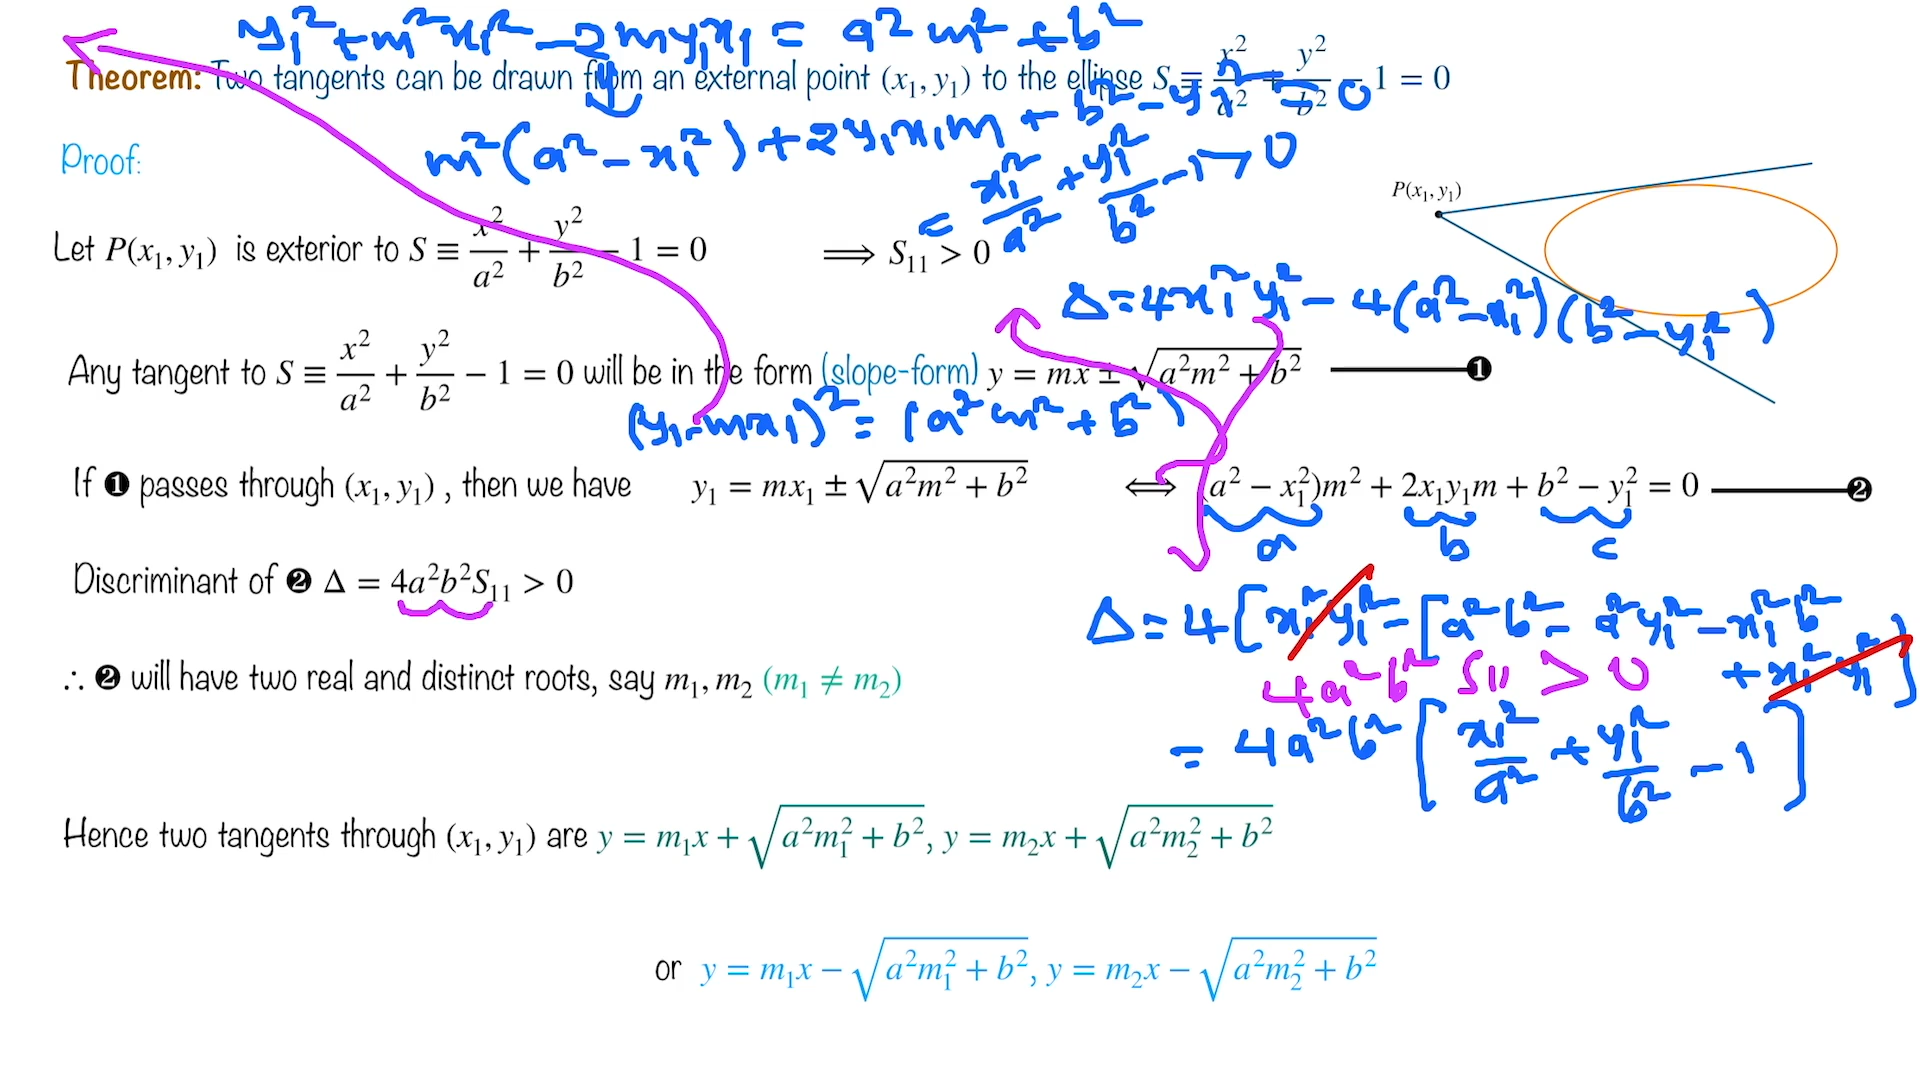 y₁² + m²x₁² − 2my₁x₁ = a²m² + b²
Theorem: Two tangents can be drawn from an external point (x₁, y₁) to the ellipse S ≡ x²/a² + y²/b² − 1 = 0
m²(a² − x₁²) + 2y₁x₁m + b² − y₁² = 0
Proof:
= x₁²/a² + y₁²/b² − 1 > 0
P(x₁, y₁)
Let P(x₁, y₁) is exterior to S ≡ x²/a² + y²/b² − 1 = 0 ⟹ S₁₁ > 0
Δ = 4x₁²y₁² − 4(a² − x₁²)(b² − y₁²)
Any tangent to S ≡ x²/a² + y²/b² − 1 = 0 will be in the form (slope-form) y = mx ± √(a²m² + b²) ❶
(y₁ − mx₁)² = (a²m² + b²)
If ❶ passes through (x₁, y₁) , then we have y₁ = mx₁ ± √(a²m² + b²) ⟺ (a² − x₁²)m² + 2x₁y₁m + b² − y₁² = 0 ❷
a b c
Discriminant of ❷ Δ = 4a²b²S₁₁ > 0
Δ = 4[x₁²y₁² − [a²b² − a²y₁² − x₁²b²
+ x₁²y₁²]
4a²b² S₁₁ > 0
∴ ❷ will have two real and distinct roots, say m₁, m₂ (m₁ ≠ m₂)
= 4a²b² [x₁²/a² + y₁²/b² − 1]
Hence two tangents through (x₁, y₁) are y = m₁x + √(a²m₁² + b²), y = m₂x + √(a²m₂² + b²)
or y = m₁x − √(a²m₁² + b²), y = m₂x − √(a²m₂² + b²)